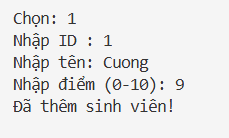 Chọn: 1
Nhập ID : 1
Nhập tên: Cuong
Nhập điểm (0-10): 9
Đã thêm sinh viên!